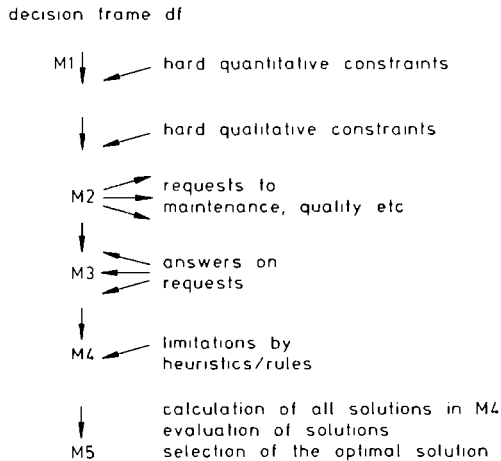 decision frame df
M1
hard quantitative constraints
hard qualitative constraints
M2
requests to
maintenance, quality etc
M3
answers on
requests
M4
limitations by
heuristics/rules
calculation of all solutions in M4
evaluation of solutions
M5 selection of the optimal solution